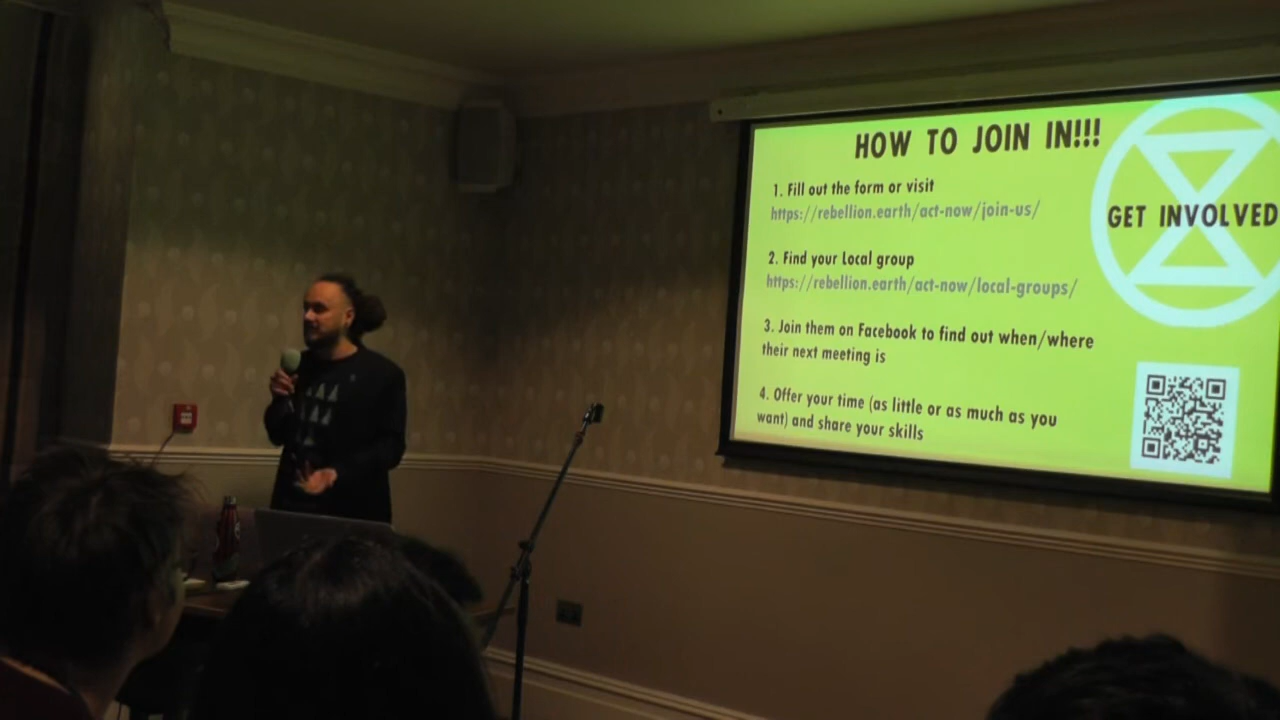 HOW TO JOIN IN!!!
1. Fill out the form or visit
https://rebellion.earth/act-now/join-us/
GET INVOLVED
2. Find your Local group
https://rebellion.earth/act-now/local-groups/
3. Join them on Facebook to find out when/where
their next meeting is
4. Offer your time (as little or as much as you
want) and share your skills